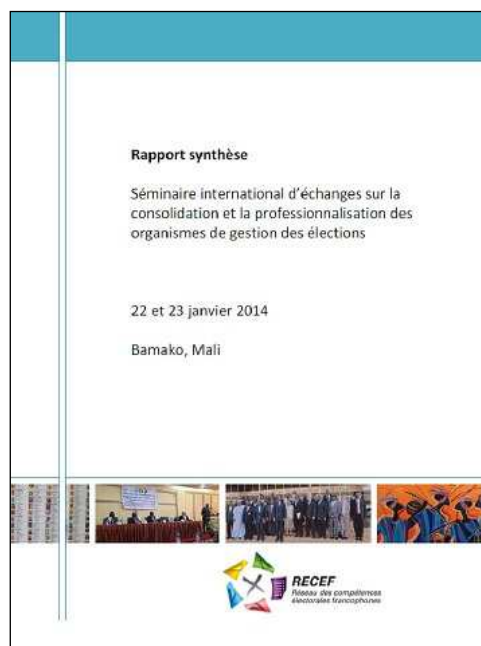 Rapport synthèse
Séminaire international d'échanges sur la
consolidation et la professionnalisation des
organismes de gestion des élections
22 et 23 janvier 2014
Bamako, Mali
RECEF
Réseau des compétences
électorales francophones